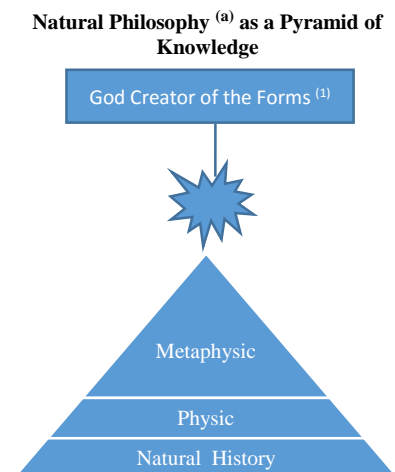 Natural Philosophy (a) as a Pyramid of
Knowledge
God Creator of the Forms (1)
Metaphysic
Physic
Natural History